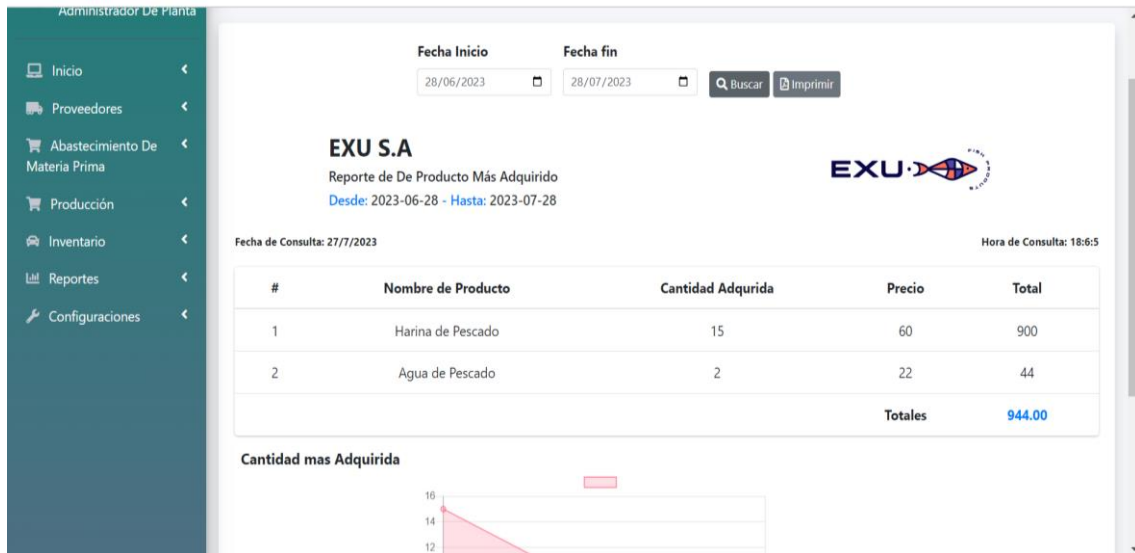 Administrador De Planta
Inicio
Proveedores
Abastecimiento De
Materia Prima
Producción
Inventario
Reportes
Configuraciones
Fecha Inicio Fecha fin
28/06/2023 28/07/2023 Buscar Imprimir
EXU S.A
Reporte de De Producto Más Adquirido
Desde: 2023-06-28 - Hasta: 2023-07-28
EXU
Fecha de Consulta: 27/7/2023 Hora de Consulta: 18:6:5
# Nombre de Producto Cantidad Adqurida Precio Total
1 Harina de Pescado 15 60 900
2 Agua de Pescado 2 22 44
Totales 944.00
Cantidad mas Adquirida
16
14
12